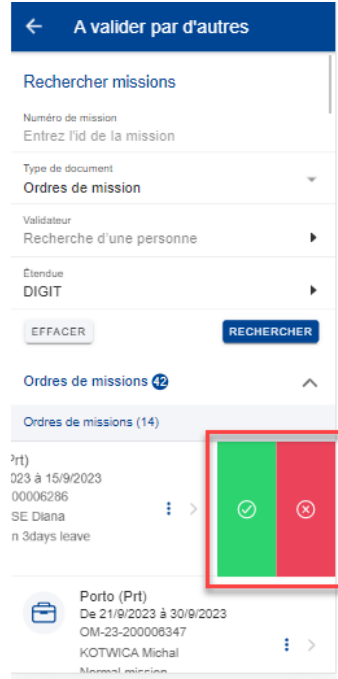 A valider par d'autres
Rechercher missions
Numéro de mission
Entrez l'id de la mission
Type de document
Ordres de mission
Validateur
Recherche d'une personne
Étendue
DIGIT
EFFACER
RECHERCHER
Ordres de missions 42
Ordres de missions (14)
Prt)
023 à 15/9/2023
00006286
SE Diana
n 3days leave
Porto (Prt)
De 21/9/2023 à 30/9/2023
OM-23-200006347
KOTWICA Michal
Normal mission